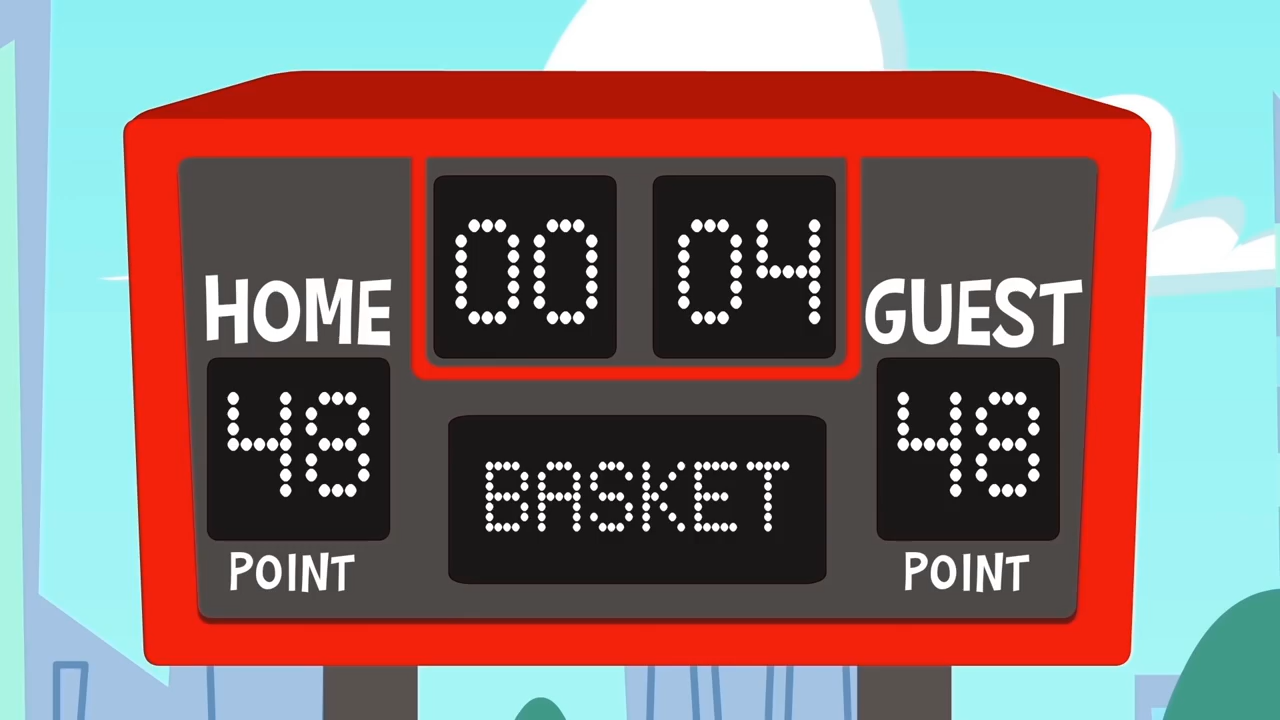 00 04
HOME GUEST
48 48
BASKET
POINT POINT